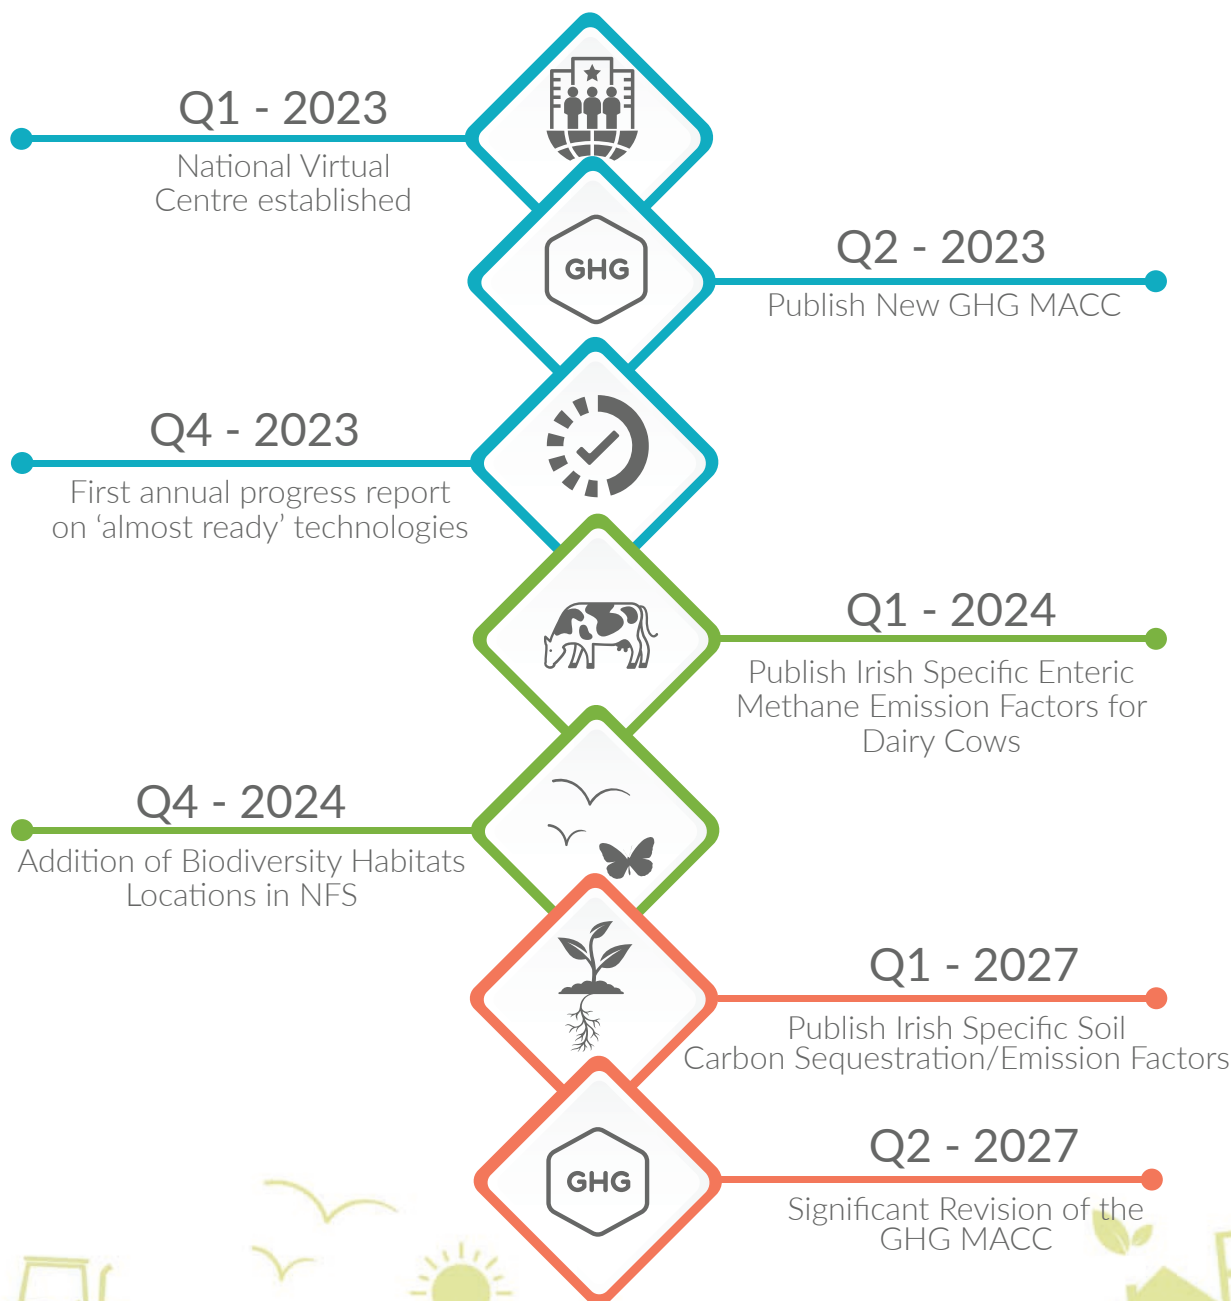 Q1 - 2023
National Virtual
Centre established
GHG
Q2 - 2023
Publish New GHG MACC
Q4 - 2023
First annual progress report
on ‘almost ready’ technologies
Q1 - 2024
Publish Irish Specific Enteric
Methane Emission Factors for
Dairy Cows
Q4 - 2024
Addition of Biodiversity Habitats
Locations in NFS
Q1 - 2027
Publish Irish Specific Soil
Carbon Sequestration/Emission Factors
GHG
Q2 - 2027
Significant Revision of the
GHG MACC